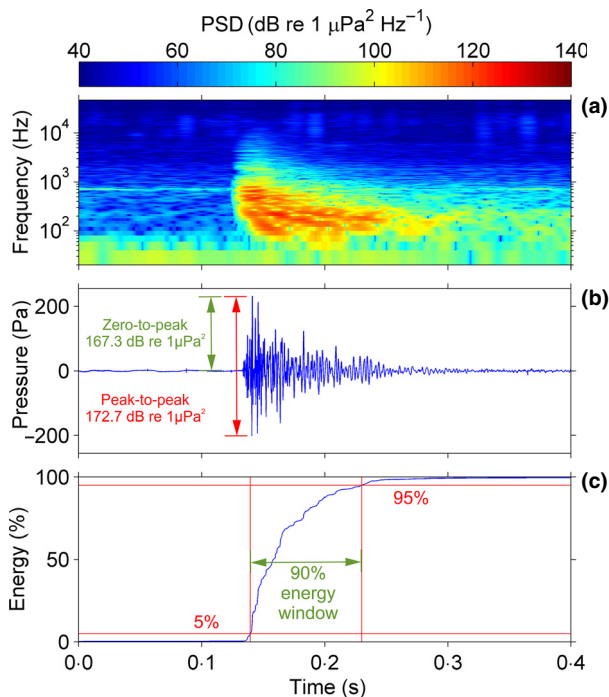 PSD (dB re 1 μPa² Hz⁻¹)
40 60 80 100 120 140
(a)
Frequency (Hz)
10⁴
10³
10²
(b)
Pressure (Pa)
200
0
−200
Zero-to-peak
167.3 dB re 1μPa²
Peak-to-peak
172.7 dB re 1μPa²
(c)
Energy (%)
100
50
0
95%
90%
energy
window
5%
0·0 0·1 0·2 0·3 0·4
Time (s)